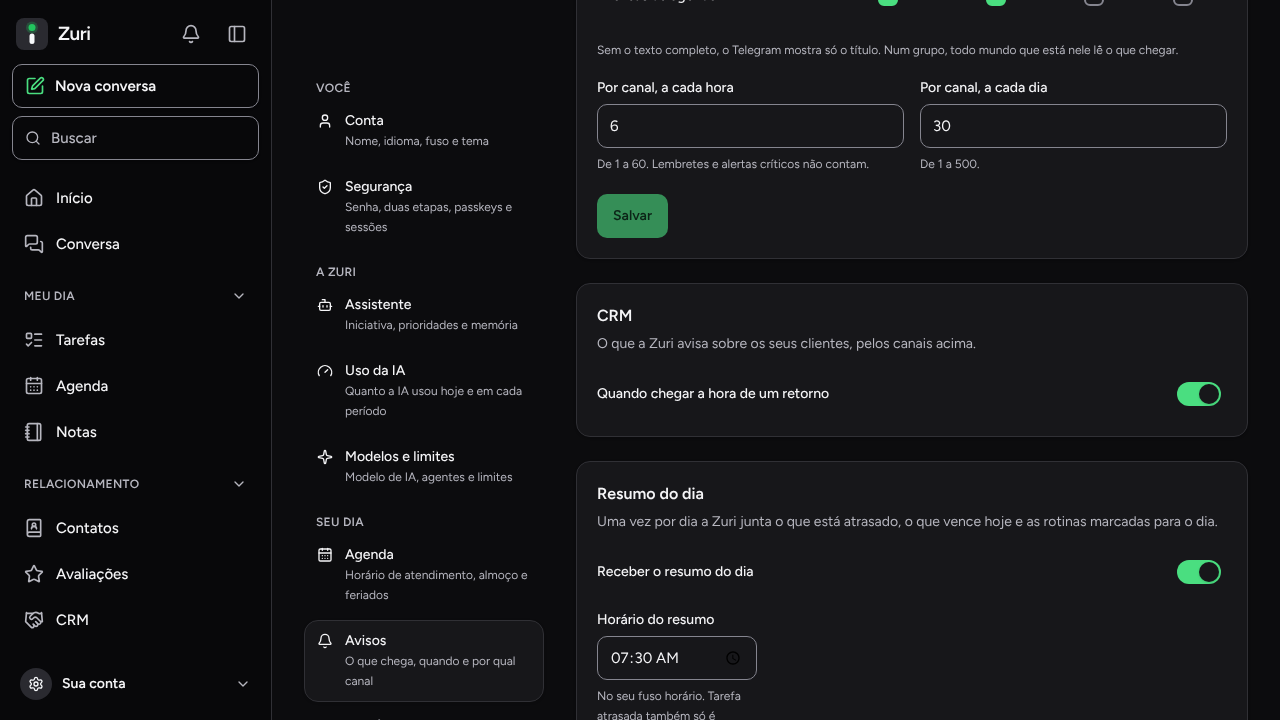 Zuri
Nova conversa
Buscar
Início
Conversa
MEU DIA
Tarefas
Agenda
Notas
RELACIONAMENTO
Contatos
Avaliações
CRM
Sua conta
VOCÊ
Conta
Nome, idioma, fuso e tema
Segurança
Senha, duas etapas, passkeys e
sessões
A ZURI
Assistente
Iniciativa, prioridades e memória
Uso da IA
Quanto a IA usou hoje e em cada
período
Modelos e limites
Modelo de IA, agentes e limites
SEU DIA
Agenda
Horário de atendimento, almoço e
feriados
Avisos
O que chega, quando e por qual
canal
Sem o texto completo, o Telegram mostra só o título. Num grupo, todo mundo que está nele lê o que chegar.
Por canal, a cada hora
Por canal, a cada dia
6
30
De 1 a 60. Lembretes e alertas críticos não contam.
De 1 a 500.
Salvar
CRM
O que a Zuri avisa sobre os seus clientes, pelos canais acima.
Quando chegar a hora de um retorno
Resumo do dia
Uma vez por dia a Zuri junta o que está atrasado, o que vence hoje e as rotinas marcadas para o dia.
Receber o resumo do dia
Horário do resumo
07:30 AM
No seu fuso horário. Tarefa
atrasada também só é